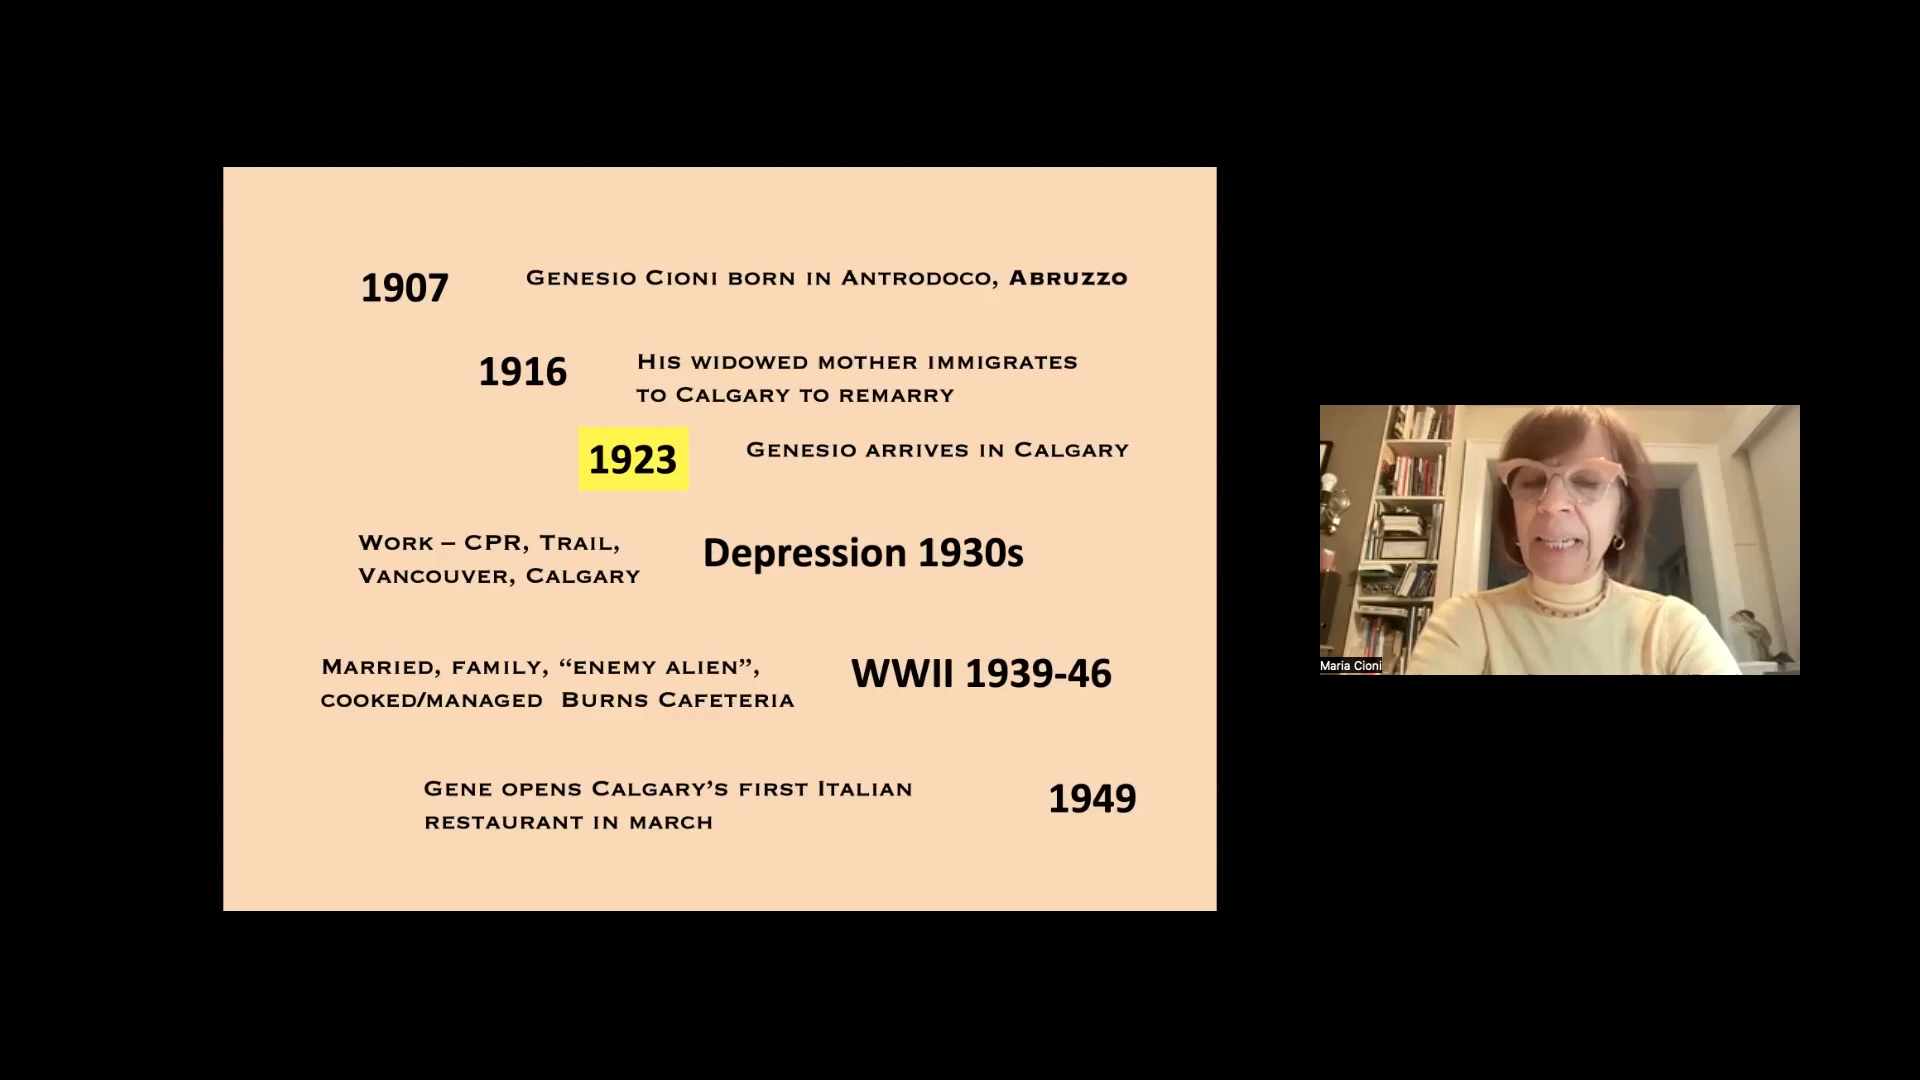 1907
Genesio Cioni born in Antrodoco, Abruzzo
1916
His widowed mother immigrates
to Calgary to remarry
1923
Genesio arrives in Calgary
Work – CPR, Trail,
Vancouver, Calgary
Depression 1930s
Married, family, “enemy alien”,
cooked/managed Burns Cafeteria
WWII 1939-46
Gene opens Calgary’s first Italian
restaurant in march
1949
Maria Cioni